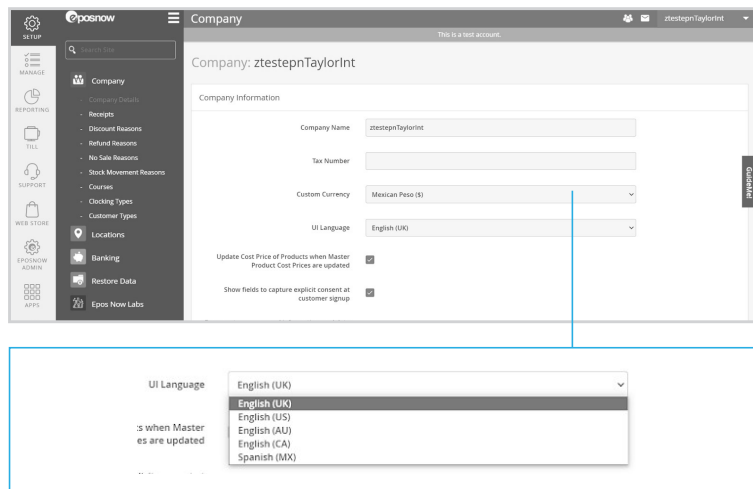 SETUP
MANAGE
REPORTING
TILL
SUPPORT
WEB STORE
EPOSNOW
ADMIN
APPS
eposnow
Search Site
Company
- Company Details
- Receipts
- Discount Reasons
- Refund Reasons
- No Sale Reasons
- Stock Movement Reasons
- Courses
- Clocking Types
- Customer Types
Locations
Banking
Restore Data
Epos Now Labs
Company
ztestepnTaylorInt
This is a test account.
Company: ztestepnTaylorInt
Company Information
Company Name ztestepnTaylorInt
Tax Number
Custom Currency Mexican Peso ($)
UI Language English (UK)
Update Cost Price of Products when Master
Product Cost Prices are updated
Show fields to capture explicit consent at
customer signup
GuideMe!
UI Language English (UK)
English (UK)
English (US)
English (AU)
English (CA)
Spanish (MX)
:s when Master
es are updated